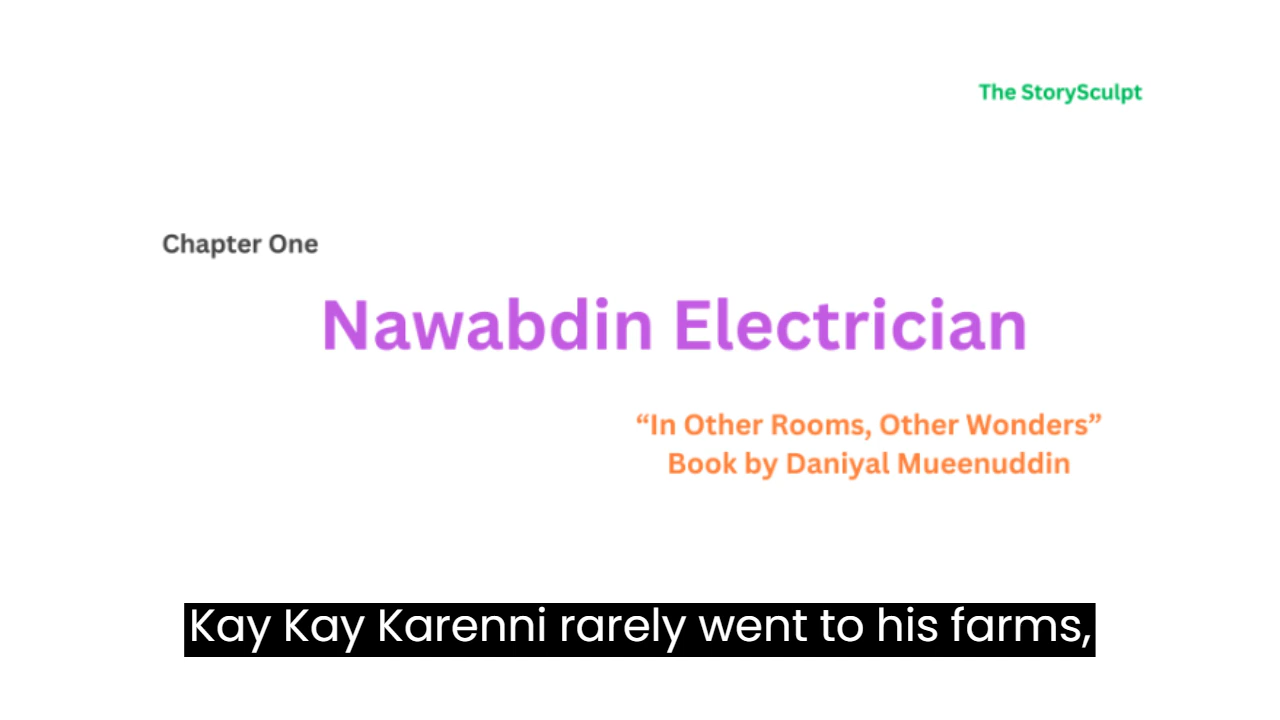 The StorySculpt
Chapter One
Nawabdin Electrician
“In Other Rooms, Other Wonders”
Book by Daniyal Mueenuddin
Kay Kay Karenni rarely went to his farms,